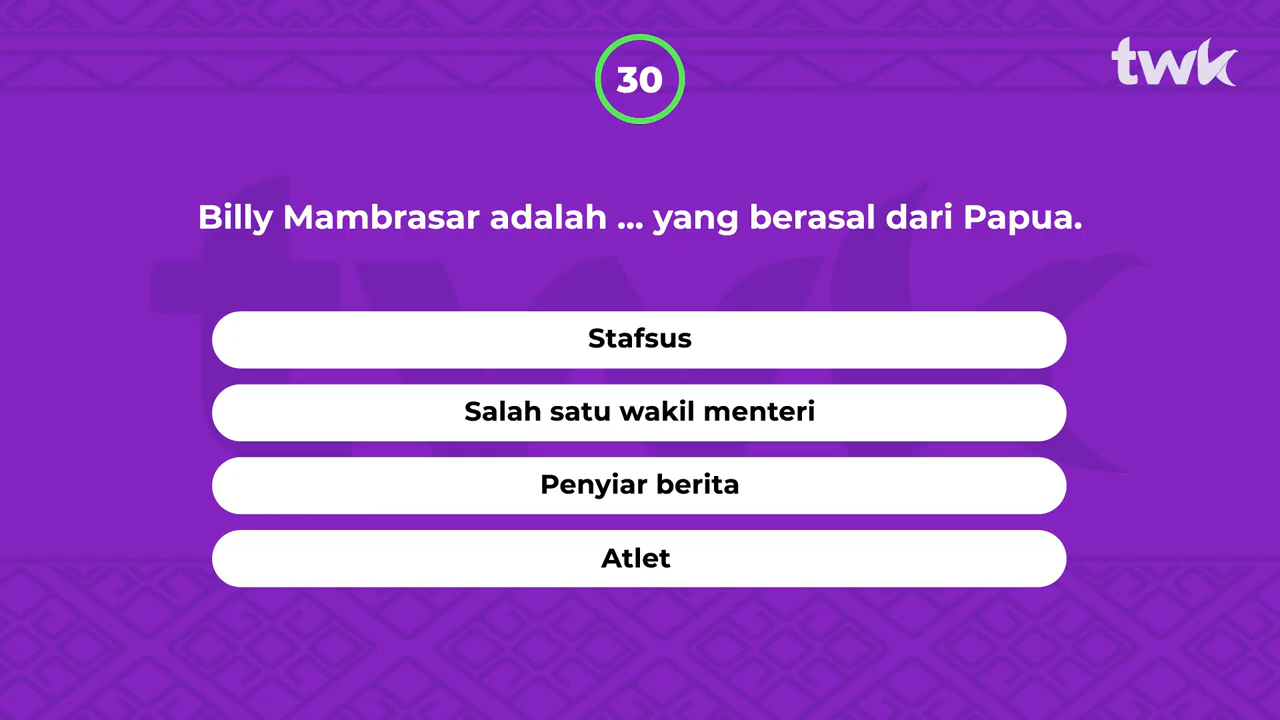 30
twk
Billy Mambrasar adalah ... yang berasal dari Papua.
Stafsus
Salah satu wakil menteri
Penyiar berita
Atlet